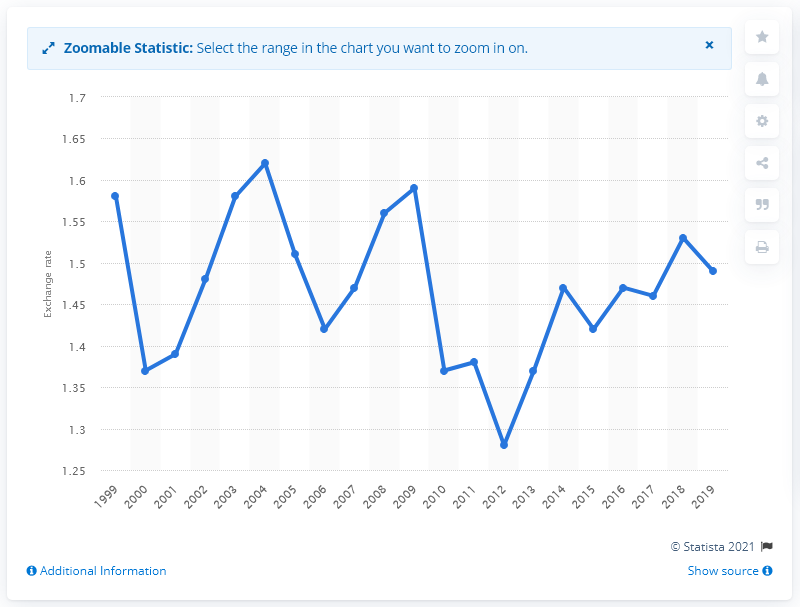 Zoomable Statistic: Select the range in the chart you want to zoom in on.
1.7
1.65
1.6
1.55
1.5
1.45
1.4
1.35
1.3
1.25
Exchange rate
1999 2000 2001 2002 2003 2004 2005 2006 2007 2008 2009 2010 2011 2012 2013 2014 2015 2016 2017 2018 2019
© Statista 2021
Additional Information
Show source